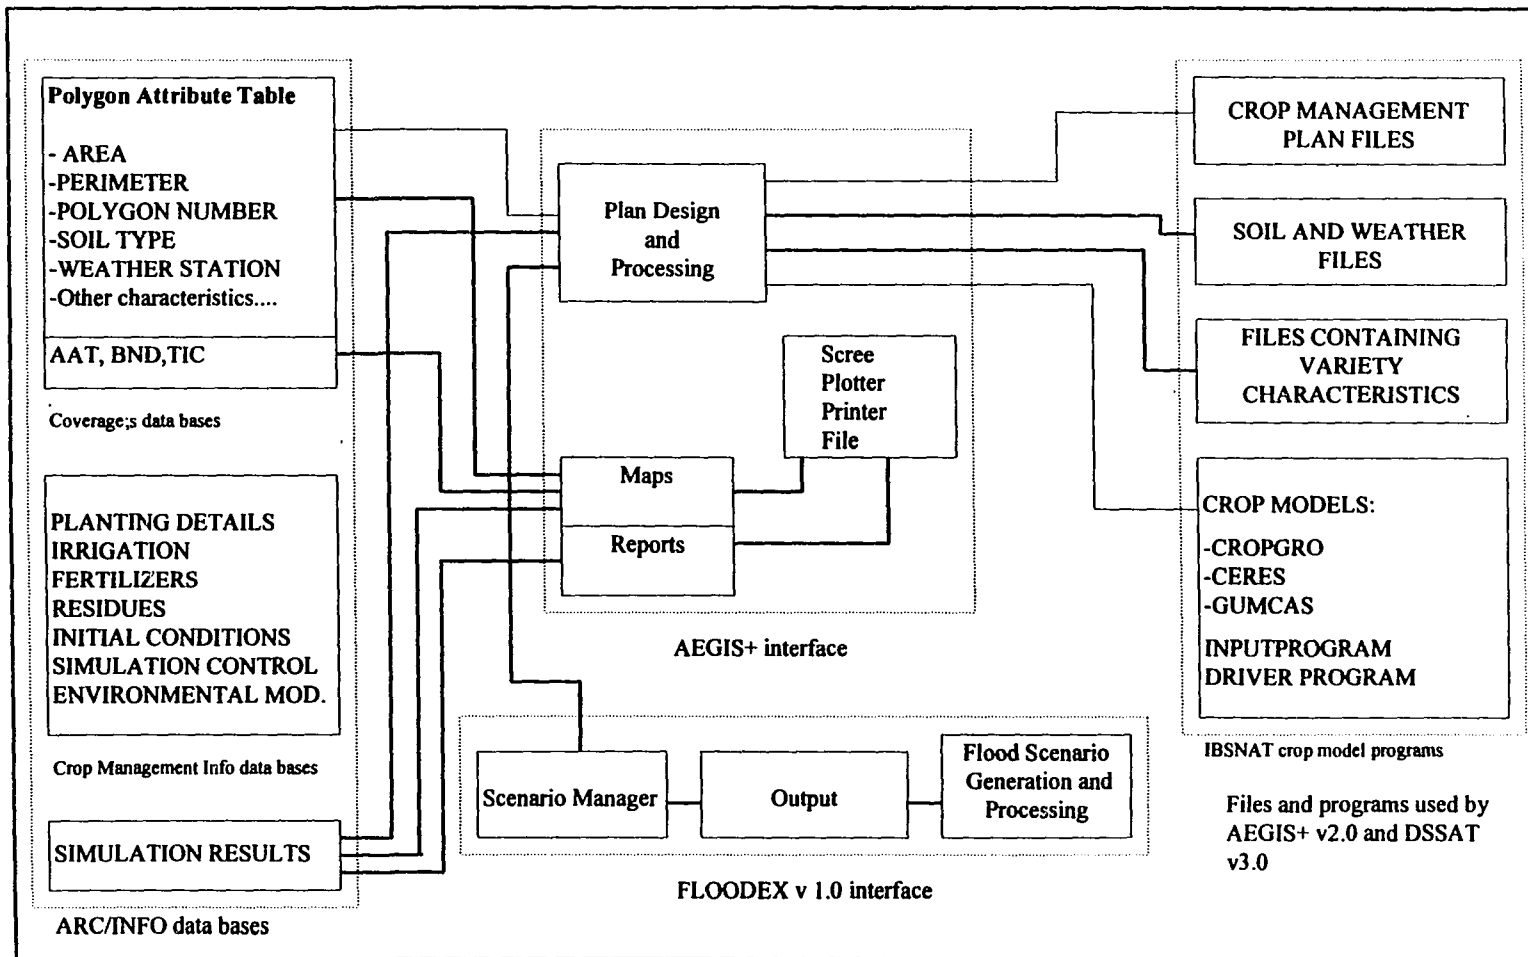 Polygon Attribute Table
- AREA
-PERIMETER
-POLYGON NUMBER
-SOIL TYPE
-WEATHER STATION
-Other characteristics....
AAT, BND,TIC
Coverage;s data bases
PLANTING DETAILS
IRRIGATION
FERTILIZERS
RESIDUES
INITIAL CONDITIONS
SIMULATION CONTROL
ENVIRONMENTAL MOD.
Crop Management Info data bases
SIMULATION RESULTS
ARC/INFO data bases
Plan Design
and
Processing
Scree
Plotter
Printer
File
Maps
Reports
AEGIS+ interface
Scenario Manager
Output
Flood Scenario
Generation and
Processing
FLOODEX v 1.0 interface
CROP MANAGEMENT
PLAN FILES
SOIL AND WEATHER
FILES
FILES CONTAINING
VARIETY
CHARACTERISTICS
CROP MODELS:
-CROPGRO
-CERES
-GUMCAS
INPUTPROGRAM
DRIVER PROGRAM
IBSNAT crop model programs
Files and programs used by
AEGIS+ v2.0 and DSSAT
v3.0